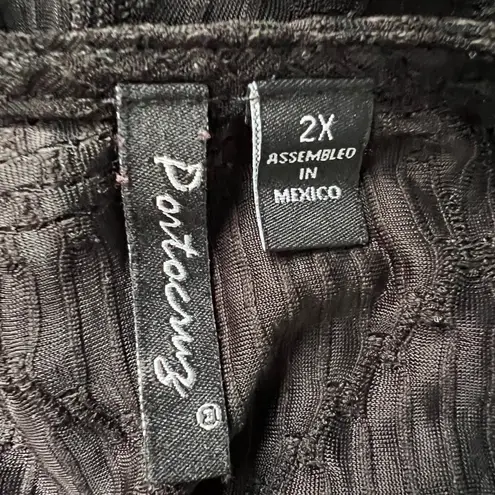 Portocruz ®
2X
ASSEMBLED
IN
MEXICO